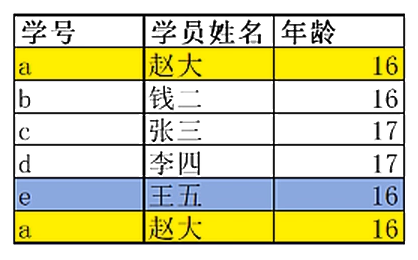 学号 学员姓名 年龄
a 赵大 16
b 钱二 16
c 张三 17
d 李四 17
e 王五 16
a 赵大 16